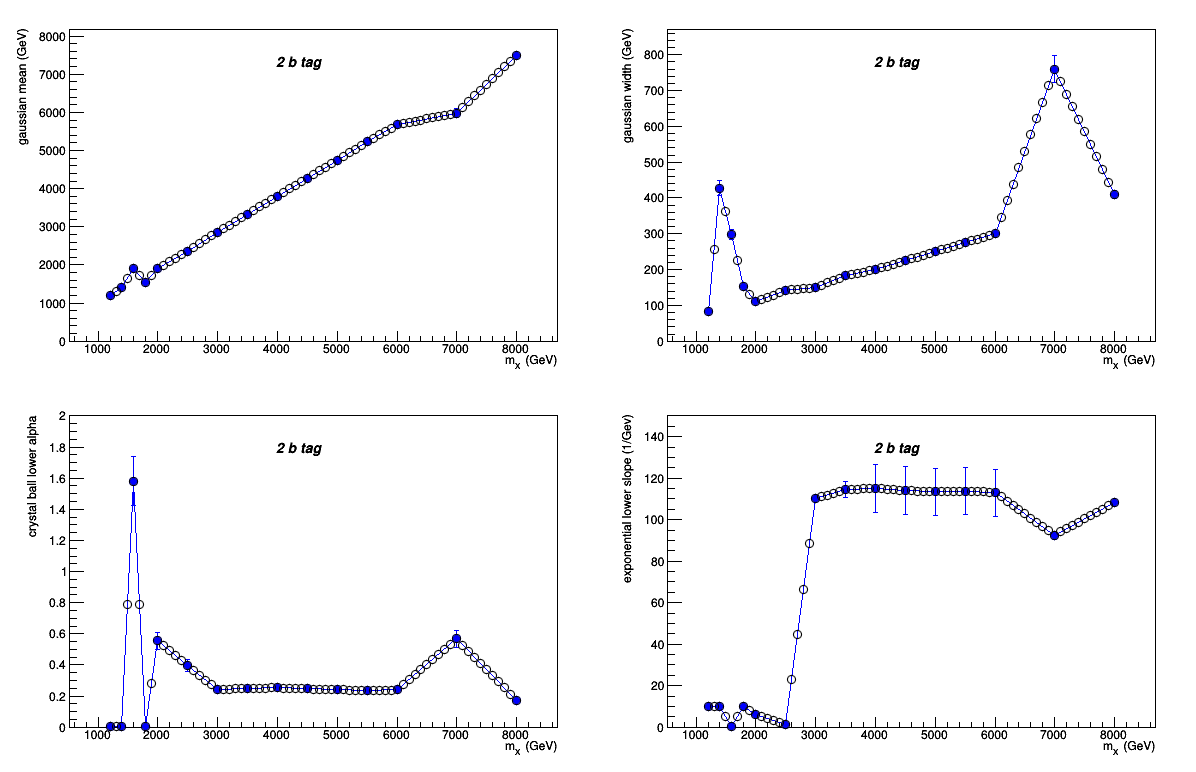 gaussian mean (GeV)
8000
7000
6000
5000
4000
3000
2000
1000
0
2 b tag
1000 2000 3000 4000 5000 6000 7000 8000
mx (GeV)
gaussian width (GeV)
800
700
600
500
400
300
200
100
0
2 b tag
1000 2000 3000 4000 5000 6000 7000 8000
mx (GeV)
crystal ball lower alpha
2
1.8
1.6
1.4
1.2
1
0.8
0.6
0.4
0.2
0
2 b tag
1000 2000 3000 4000 5000 6000 7000 8000
mx (GeV)
exponential lower slope (1/Gev)
140
120
100
80
60
40
20
0
2 b tag
1000 2000 3000 4000 5000 6000 7000 8000
mx (GeV)